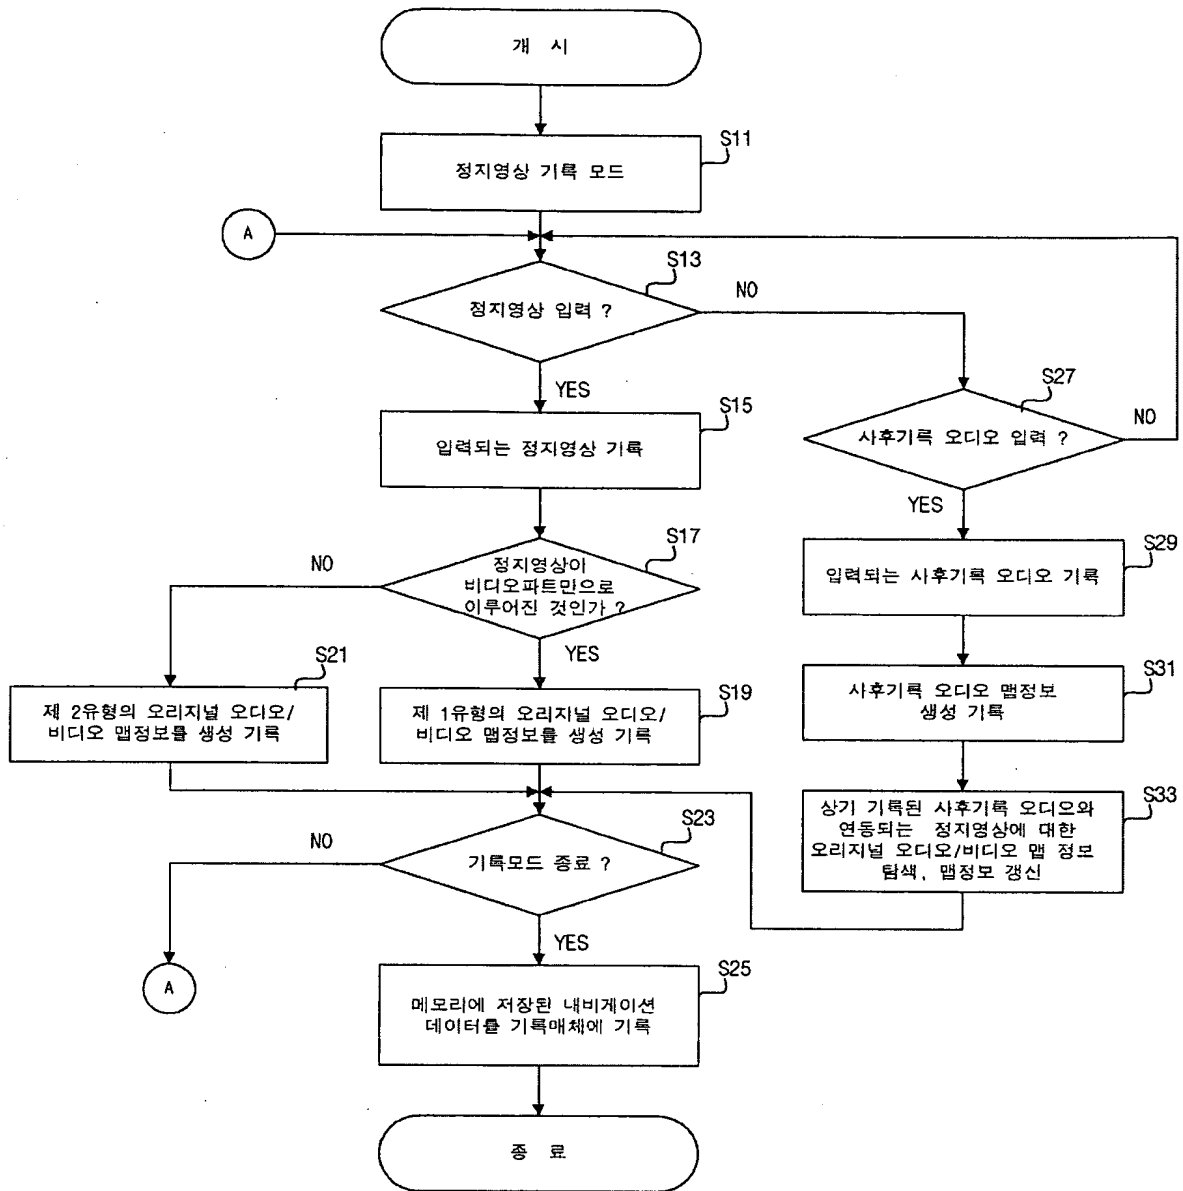 개 시
S11
정지영상 기록 모드
A
S13
정지영상 입력 ?
NO
YES
S27
사후기록 오디오 입력 ?
NO
YES
S15
입력되는 정지영상 기록
S17
정지영상이
비디오파트만으로
이루어진 것인가 ?
NO
YES
S29
입력되는 사후기록 오디오 기록
S21
제 2유형의 오리지널 오디오/
비디오 맵정보를 생성 기록
S19
제 1유형의 오리지널 오디오/
비디오 맵정보를 생성 기록
S31
사후기록 오디오 맵정보
생성 기록
S33
상기 기록된 사후기록 오디오와
연동되는 정지영상에 대한
오리지널 오디오/비디오 맵 정보
탐색, 맵정보 갱신
S23
기록모드 종료 ?
NO
YES
A
S25
메모리에 저장된 내비게이션
데이터를 기록매체에 기록
종 료